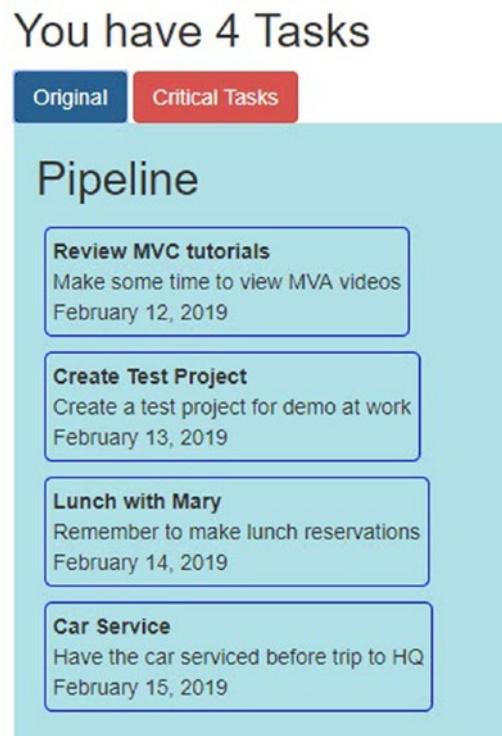 You have 4 Tasks
Original
Critical Tasks
Pipeline
Review MVC tutorials
Make some time to view MVA videos
February 12, 2019
Create Test Project
Create a test project for demo at work
February 13, 2019
Lunch with Mary
Remember to make lunch reservations
February 14, 2019
Car Service
Have the car serviced before trip to HQ
February 15, 2019